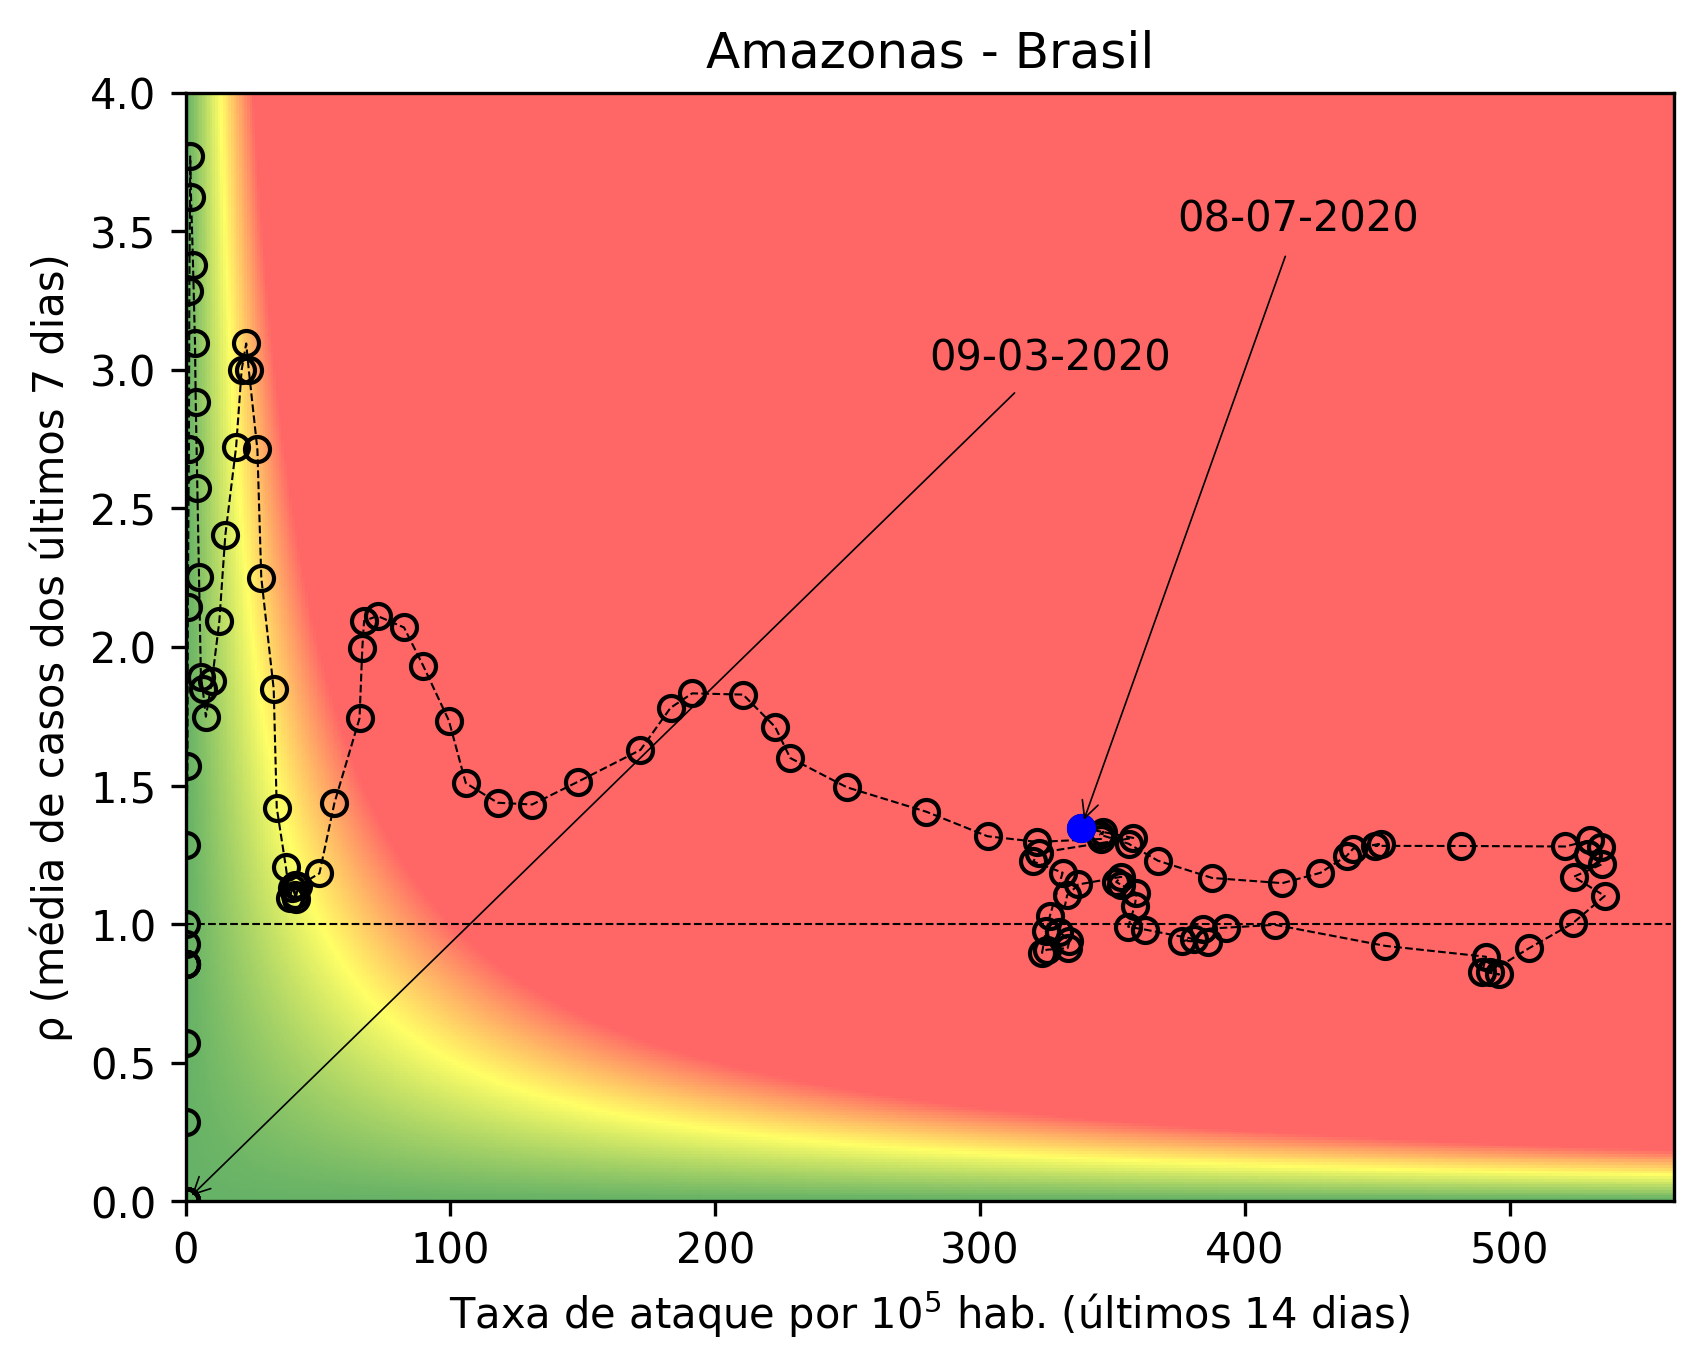 Amazonas - Brasil
4.0
3.5
3.0
2.5
2.0
1.5
1.0
0.5
0.0
ρ (média de casos dos últimos 7 dias)
08-07-2020
09-03-2020
0 100 200 300 400 500
Taxa de ataque por 10⁵ hab. (últimos 14 dias)